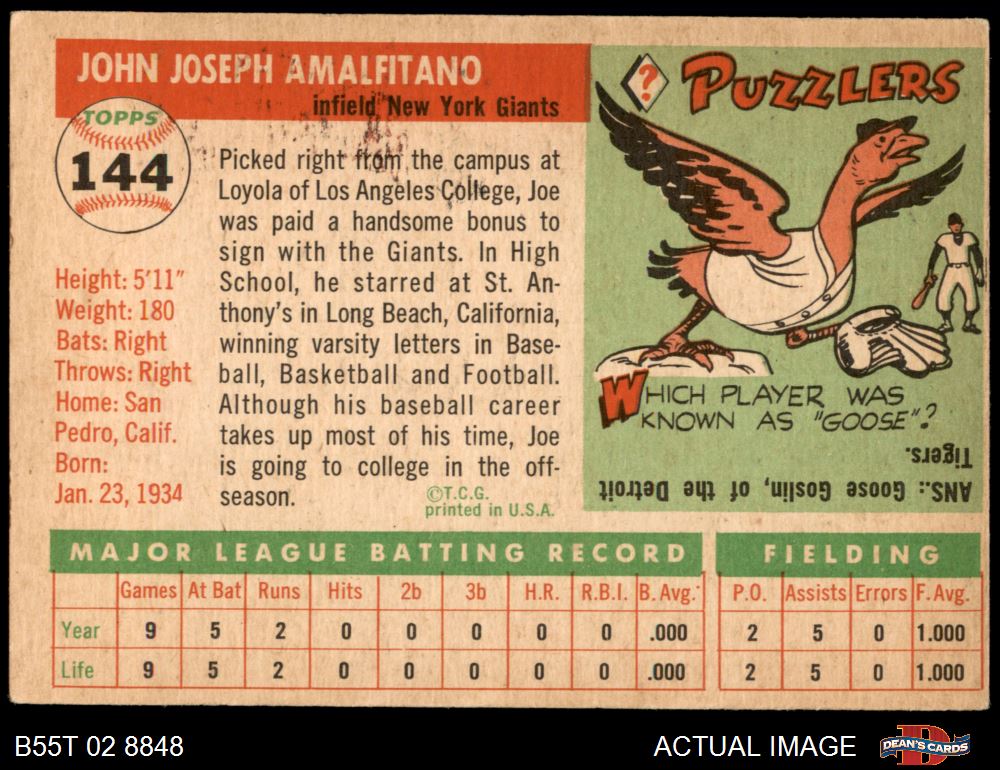 JOHN JOSEPH AMALFITANO
infield New York Giants
TOPPS
144
Picked right from the campus at
Loyola of Los Angeles College, Joe
was paid a handsome bonus to
sign with the Giants. In High
School, he starred at St. An-
thony's in Long Beach, California,
winning varsity letters in Base-
ball, Basketball and Football.
Although his baseball career
takes up most of his time, Joe
is going to college in the off-
season.
©T.C.G.
printed in U.S.A.
Height: 5'11"
Weight: 180
Bats: Right
Throws: Right
Home: San
Pedro, Calif.
Born:
Jan. 23, 1934
?
PUZZLERS
WHICH PLAYER WAS
KNOWN AS "GOOSE"?
ANS.: Goose Goslin, of the Detroit
Tigers.
MAJOR LEAGUE BATTING RECORD
Games At Bat Runs Hits 2b 3b H.R. R.B.I. B. Avg.
Year 9 5 2 0 0 0 0 0 .000
Life 9 5 2 0 0 0 0 0 .000
FIELDING
P.O. Assists Errors F. Avg.
2 5 0 1.000
2 5 0 1.000
B55T 02 8848
ACTUAL IMAGE
D
DEAN'S CARDS